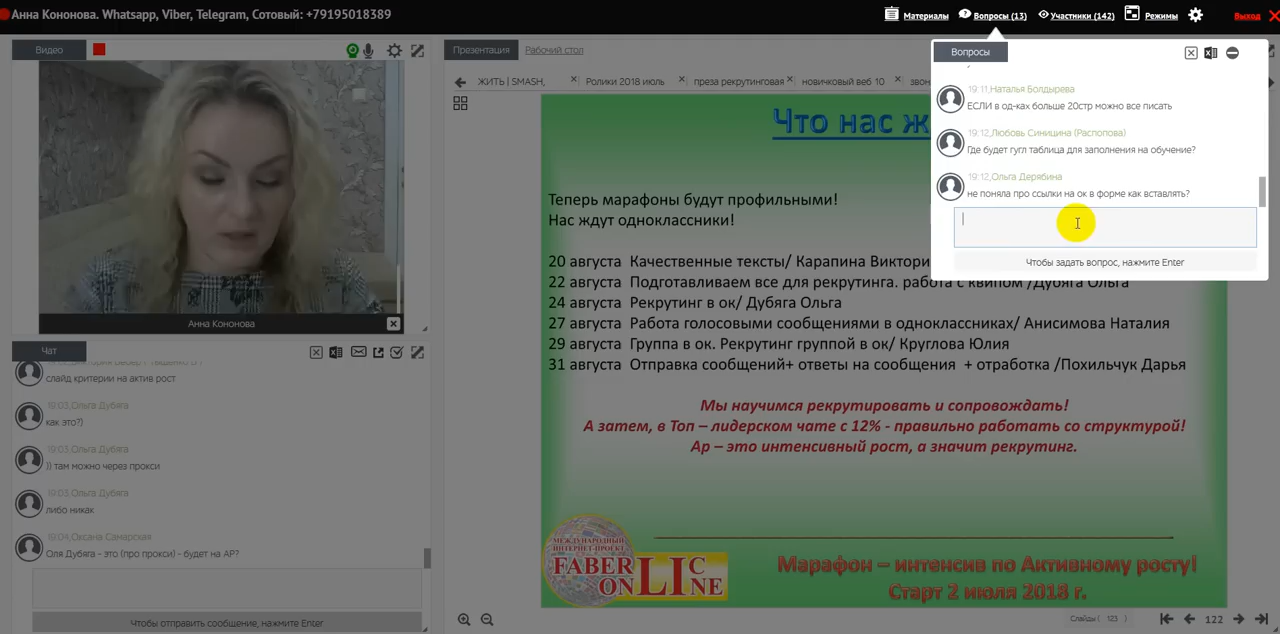 Анна Кононова. Whatsapp, Viber, Telegram, Сотовый: +79195018389
Материалы
Вопросы (13)
Участники (142)
Режимы
Выход
Видео
Анна Кононова
Чат
слайд критерии на актив рост
19:03,Ольга Дубяга
как это?)
19:03,Ольга Дубяга
)) там можно через прокси
19:03,Ольга Дубяга
либо никак
19:04,Оксана Самарская
Оля Дубяга - это (про прокси) - будет на АР?
Чтобы отправить сообщение, нажмите Enter
Презентация
Рабочий стол
ЖИТЬ | SMASH,
Ролики 2018 июль
преза рекрутинговая
новичковый веб 10
Что нас ж
Теперь марафоны будут профильными!
Нас ждут одноклассники!
20 августа Качественные тексты/ Карапина Виктори
22 августа Подготавливаем все для рекрутинга. работа с квипом /Дубяга Ольга
24 августа Рекрутинг в ок/ Дубяга Ольга
27 августа Работа голосовыми сообщениями в одноклассниках/ Анисимова Наталия
29 августа Группа в ок. Рекрутинг группой в ок/ Круглова Юлия
31 августа Отправка сообщений+ ответы на сообщения + отработка /Похильчук Дарья
Мы научимся рекрутировать и сопровождать!
А затем, в Топ – лидерском чате с 12% - правильно работать со структурой!
Ар – это интенсивный рост, а значит рекрутинг.
МЕЖДУНАРОДНЫЙ
ИНТЕРНЕТ-ПРОЕКТ
FABERLIC
ONLINE
Марафон – интенсив по Активному росту!
Старт 2 июля 2018 г.
Слайды ( 123 )
122
Вопросы
19:11,Наталья Болдырева
ЕСЛИ в од-ках больше 20стр можно все писать
19:12,Любовь Синицина (Распопова)
Где будет гугл таблица для заполнения на обучение?
19:12,Ольга Дерябина
не поняла про ссылки на ок в форме как вставлять?
Чтобы задать вопрос, нажмите Enter